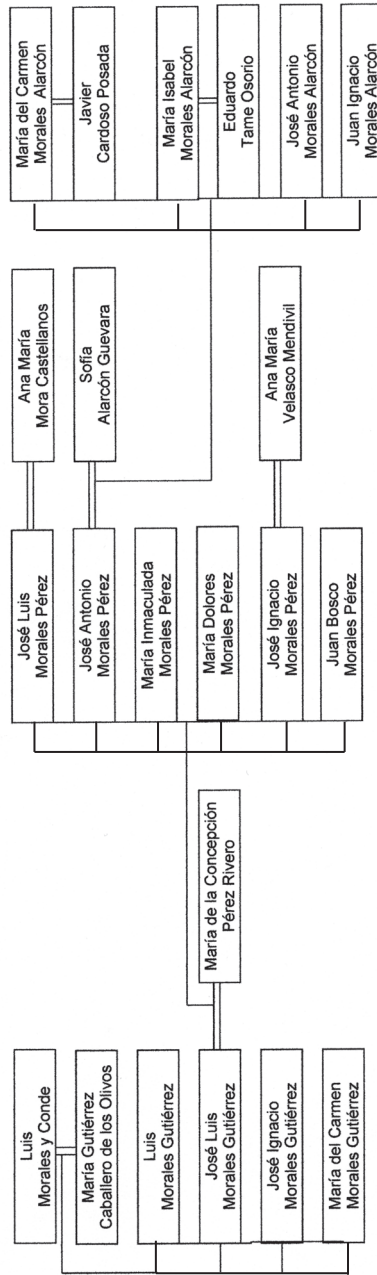 Luis
Morales y Conde
María Gutiérrez
Caballero de los Olivos
Luis
Morales Gutiérrez
José Luis
Morales Gutiérrez
José Ignacio
Morales Gutiérrez
María del Carmen
Morales Gutiérrez
María de la Concepción
Pérez Rivero
José Luis
Morales Pérez
José Antonio
Morales Pérez
María Inmaculada
Morales Pérez
María Dolores
Morales Pérez
José Ignacio
Morales Pérez
Juan Bosco
Morales Pérez
Ana María
Mora Castellanos
Sofía
Alarcón Guevara
Ana María
Velasco Mendivil
María del Carmen
Morales Alarcón
Javier
Cardoso Posada
María Isabel
Morales Alarcón
Eduardo
Tame Osorio
José Antonio
Morales Alarcón
Juan Ignacio
Morales Alarcón